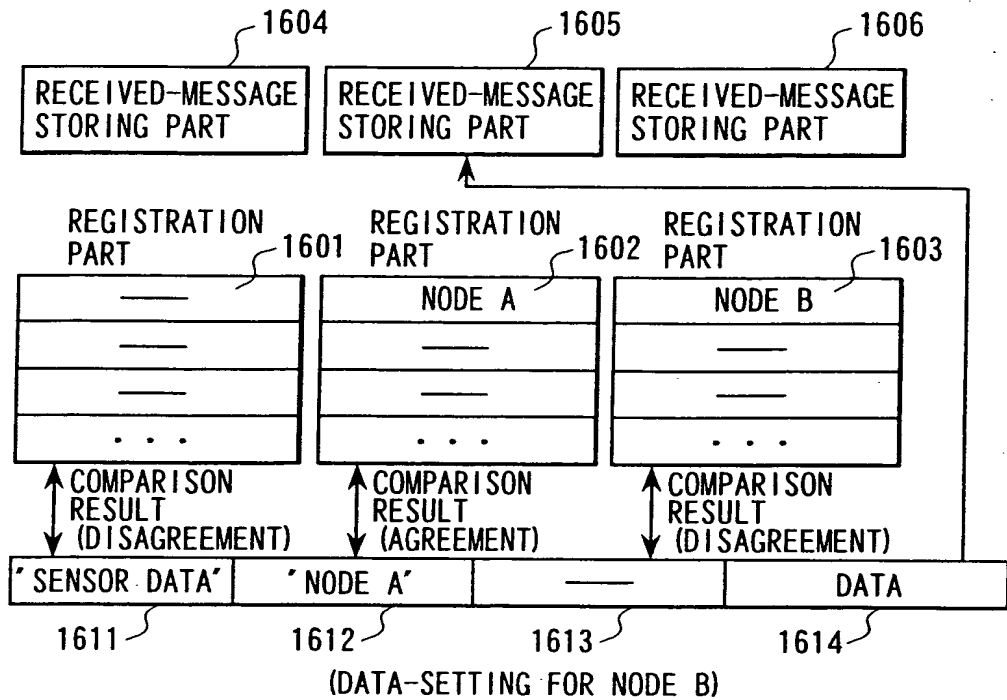 1604
1605
1606
RECEIVED-MESSAGE
STORING PART
RECEIVED-MESSAGE
STORING PART
RECEIVED-MESSAGE
STORING PART
REGISTRATION
PART
1601
REGISTRATION
PART
1602
REGISTRATION
PART
1603
NODE A
NODE B
. . .
. . .
. . .
COMPARISON
RESULT
(DISAGREEMENT)
COMPARISON
RESULT
(AGREEMENT)
COMPARISON
RESULT
(DISAGREEMENT)
'SENSOR DATA'
'NODE A'
DATA
1611
1612
1613
1614
(DATA-SETTING FOR NODE B)